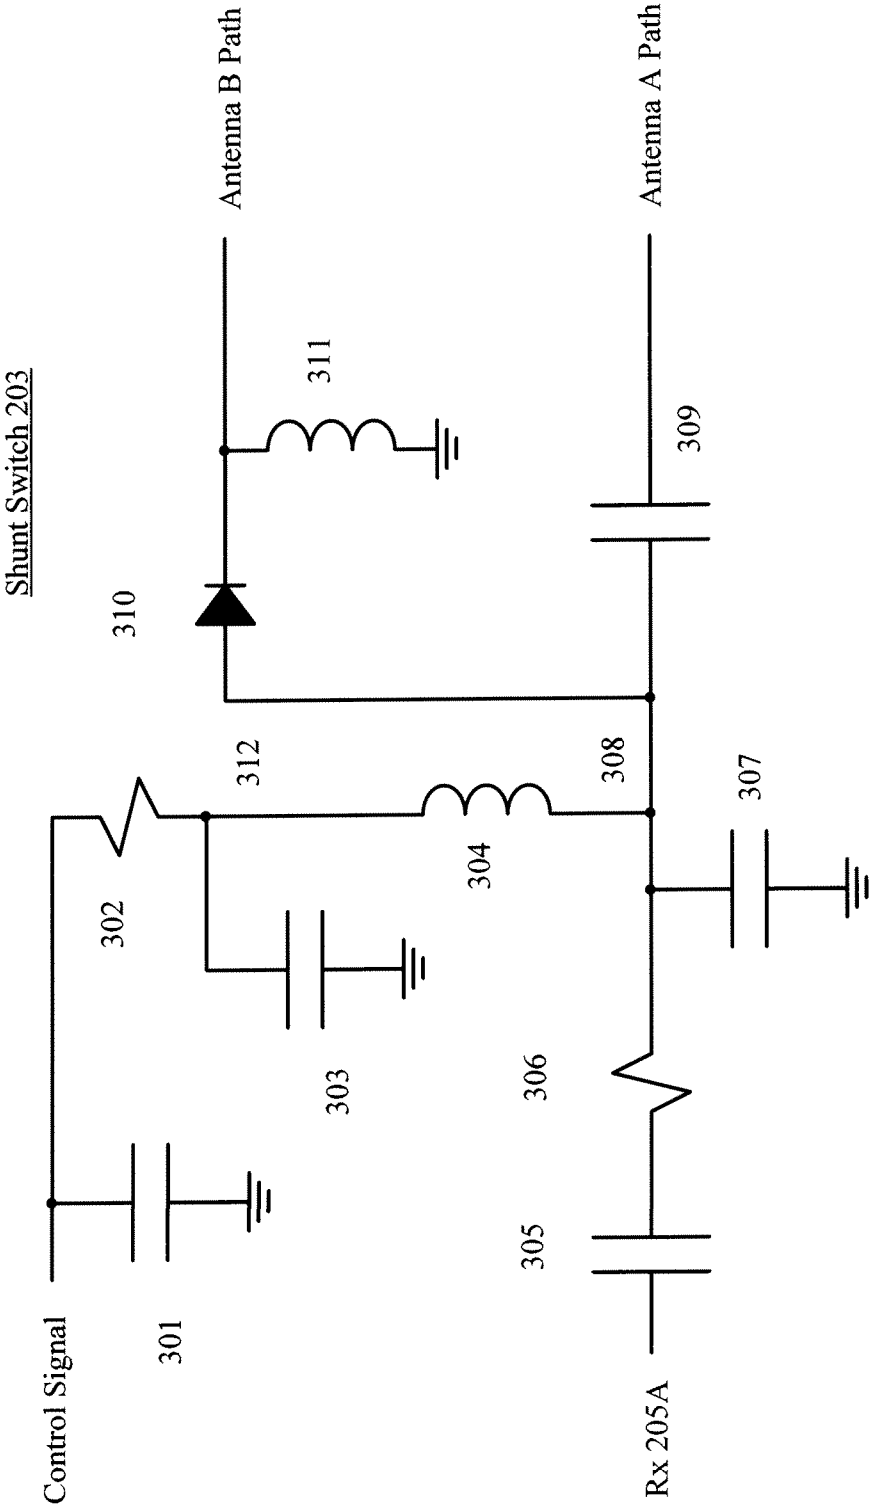 Shunt Switch 203
Control Signal
301
302
303
312
304
310
311
Antenna B Path
Rx 205A
305
306
307
308
309
Antenna A Path